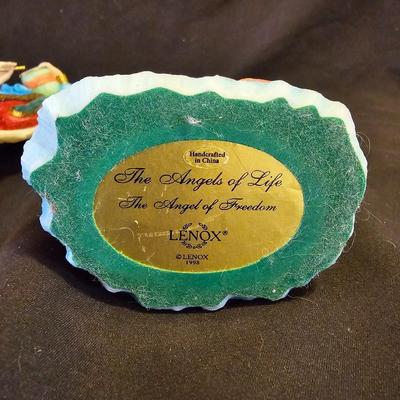 Handcrafted
in China
The Angels of Life
The Angel of Freedom
LENOX®
© LENOX
1998